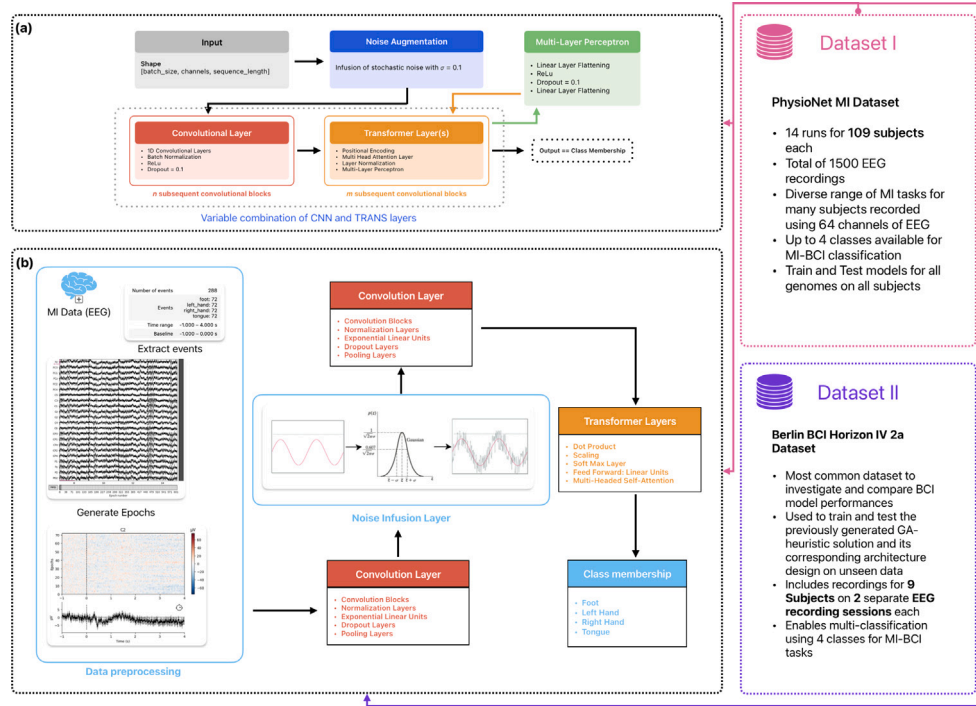 (a)
Input
Shape
[batch_size, channels, sequence_length]
Noise Augmentation
Infusion of stochastic noise with σ = 0.1
Multi-Layer Perceptron
• Linear Layer Flattening
• ReLu
• Dropout = 0.1
• Linear Layer Flattening
Convolutional Layer
• 1D Convolutional Layers
• Batch Normalization
• ReLu
• Dropout = 0.1
n subsequent convolutional blocks
Transformer Layer(s)
• Positional Encoding
• Multi Head Attention Layer
• Layer Normalization
• Multi-Layer Perceptron
m subsequent convolutional blocks
Output == Class Membership
Variable combination of CNN and TRANS layers
(b)
MI Data (EEG)
Number of events 288
Events
foot: 72
left_hand: 72
right_hand: 72
tongue: 72
Time range -1.000 – 4.000 s
Baseline -1.000 – 0.000 s
Extract events
Generate Epochs
C2
µV
Epochs
µV
Time (s)
Data preprocessing
Convolution Layer
• Convolution Blocks
• Normalization Layers
• Exponential Linear Units
• Dropout Layers
• Pooling Layers
Gaussian
Noise Infusion Layer
Convolution Layer
• Convolution Blocks
• Normalization Layers
• Exponential Linear Units
• Dropout Layers
• Pooling Layers
Transformer Layers
• Dot Product
• Scaling
• Soft Max Layer
• Feed Forward: Linear Units
• Multi-Headed Self-Attention
Class membership
• Foot
• Left Hand
• Right Hand
• Tongue
Dataset I
PhysioNet MI Dataset
• 14 runs for 109 subjects
each
• Total of 1500 EEG
recordings
• Diverse range of MI tasks for
many subjects recorded
using 64 channels of EEG
• Up to 4 classes available for
MI-BCI classification
• Train and Test models for all
genomes on all subjects
Dataset II
Berlin BCI Horizon IV 2a
Dataset
• Most common dataset to
investigate and compare BCI
model performances
• Used to train and test the
previously generated GA-
heuristic solution and its
corresponding architecture
design on unseen data
• Includes recordings for 9
Subjects on 2 separate EEG
recording sessions each
• Enables multi-classification
using 4 classes for MI-BCI
tasks